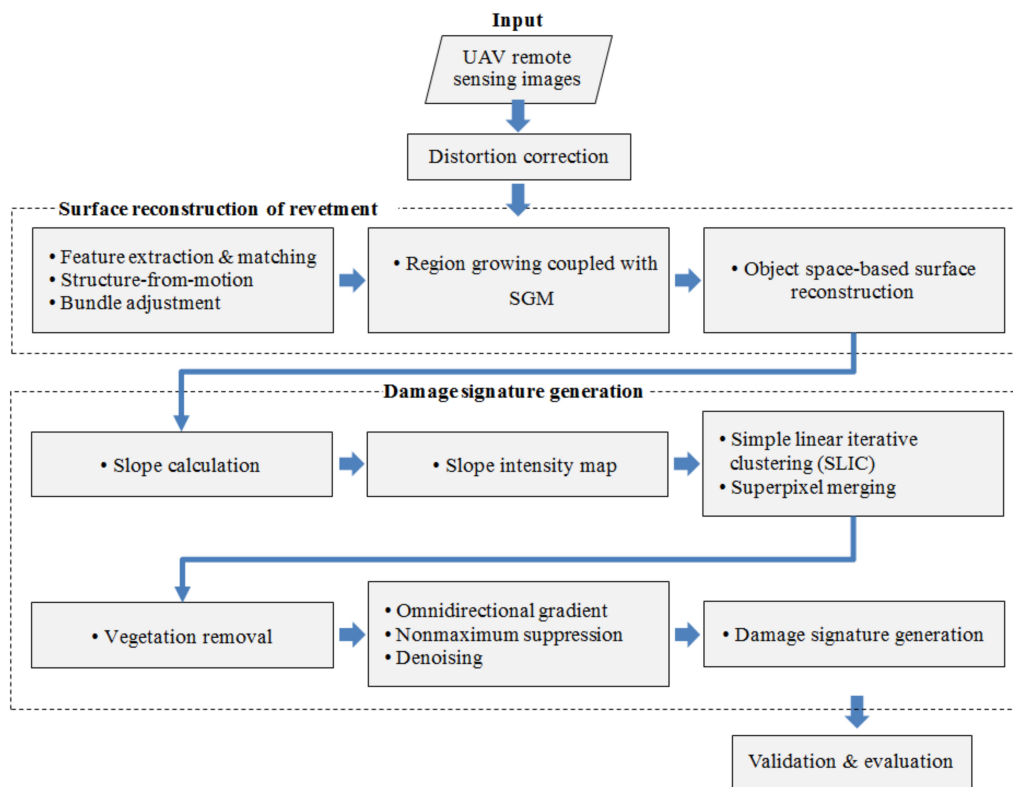 Input
UAV remote
sensing images
Distortion correction
Surface reconstruction of revetment
• Feature extraction & matching
• Structure-from-motion
• Bundle adjustment
• Region growing coupled with
SGM
• Object space-based surface
reconstruction
Damage signature generation
• Slope calculation
• Slope intensity map
• Simple linear iterative
clustering (SLIC)
• Superpixel merging
• Vegetation removal
• Omnidirectional gradient
• Nonmaximum suppression
• Denoising
• Damage signature generation
Validation & evaluation